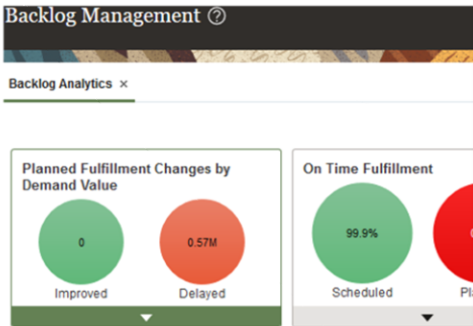 Backlog Management
Backlog Analytics ×
Planned Fulfillment Changes by
Demand Value
On Time Fulfillment
0
0.57M
99.9%
Improved
Delayed
Scheduled